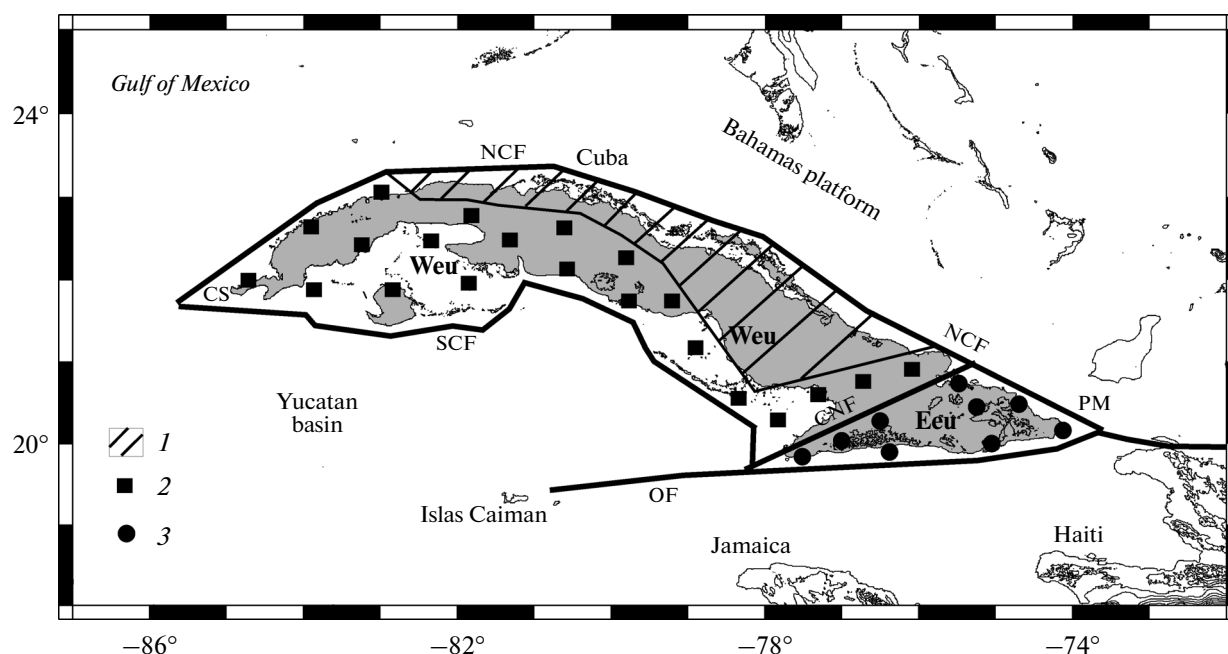 Gulf of Mexico
24°
Bahamas platform
NCF
Cuba
Weu
CS
SCF
Weu
NCF
Yucatan
basin
CNF
Eeu
PM
20°
1
2
3
OF
Islas Caiman
Jamaica
Haiti
−86°
−82°
−78°
−74°